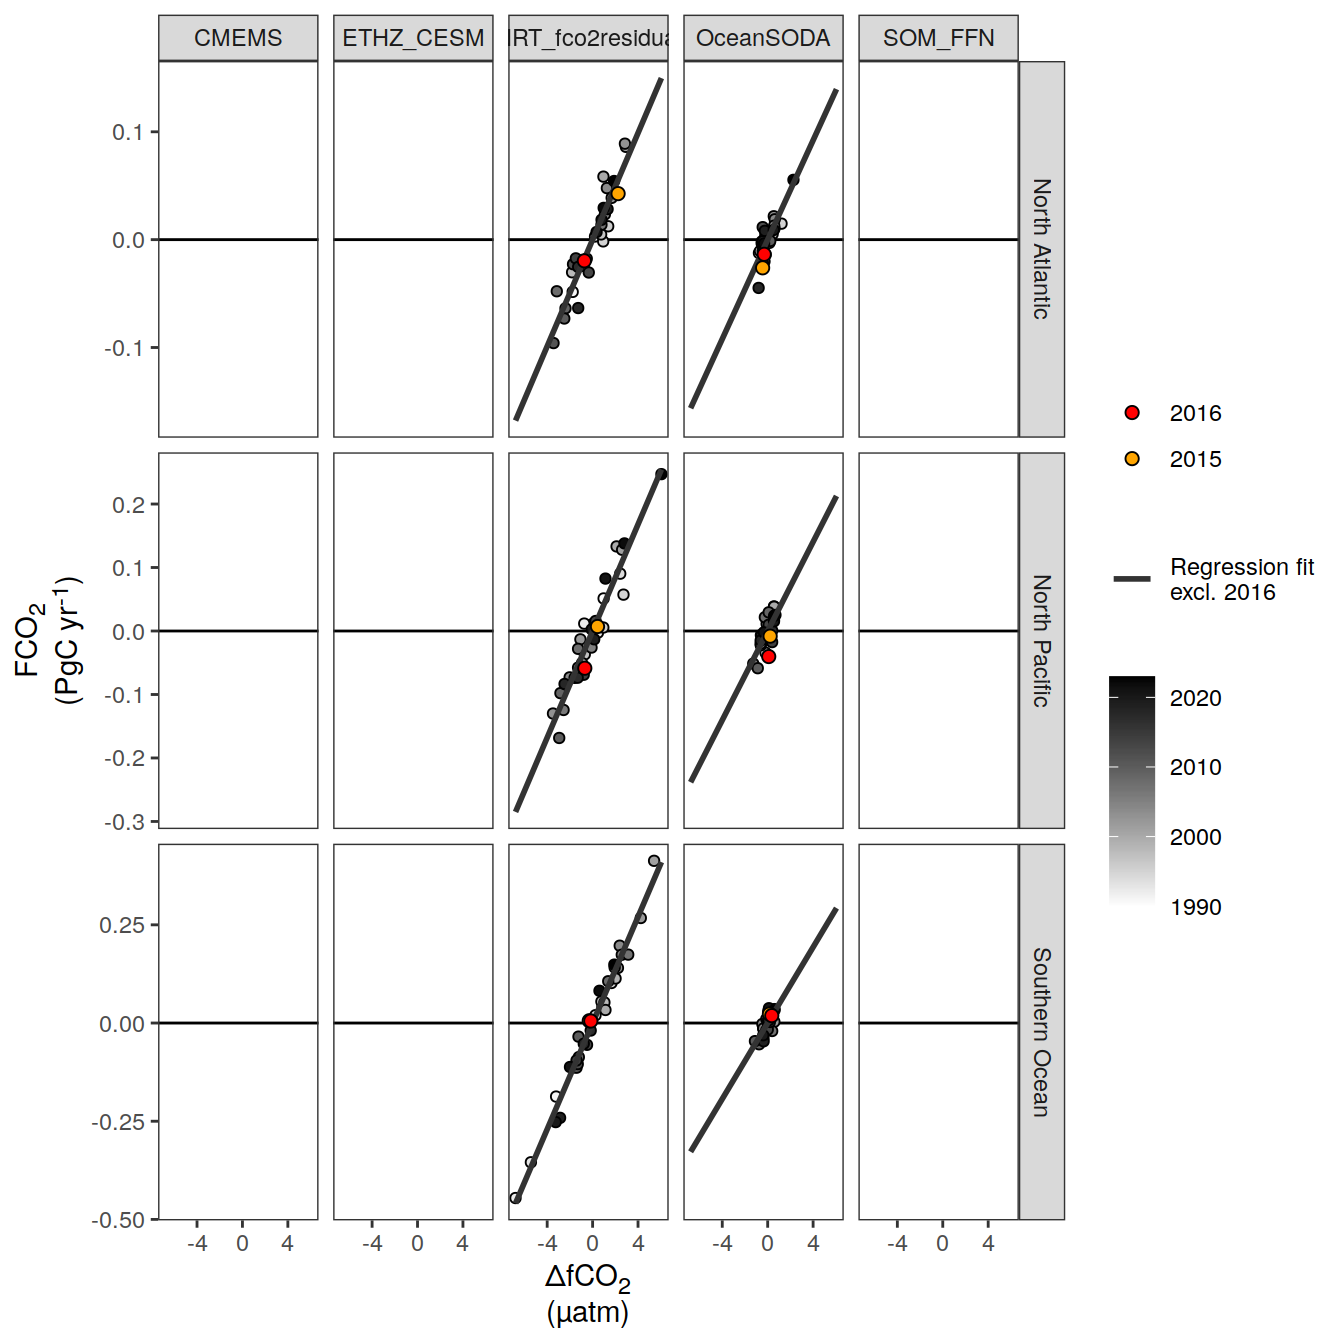 CMEMS ETHZ_CESM IRT_fco2residua OceanSODA SOM_FFN
0.1
0.0
-0.1
North Atlantic
0.2
0.1
0.0
-0.1
-0.2
-0.3
North Pacific
0.25
0.00
-0.25
-0.50
Southern Ocean
-4 0 4 -4 0 4 -4 0 4 -4 0 4 -4 0 4
ΔfCO2
(µatm)
FCO2
(PgC yr-1)
2016
2015
Regression fit
excl. 2016
2020
2010
2000
1990